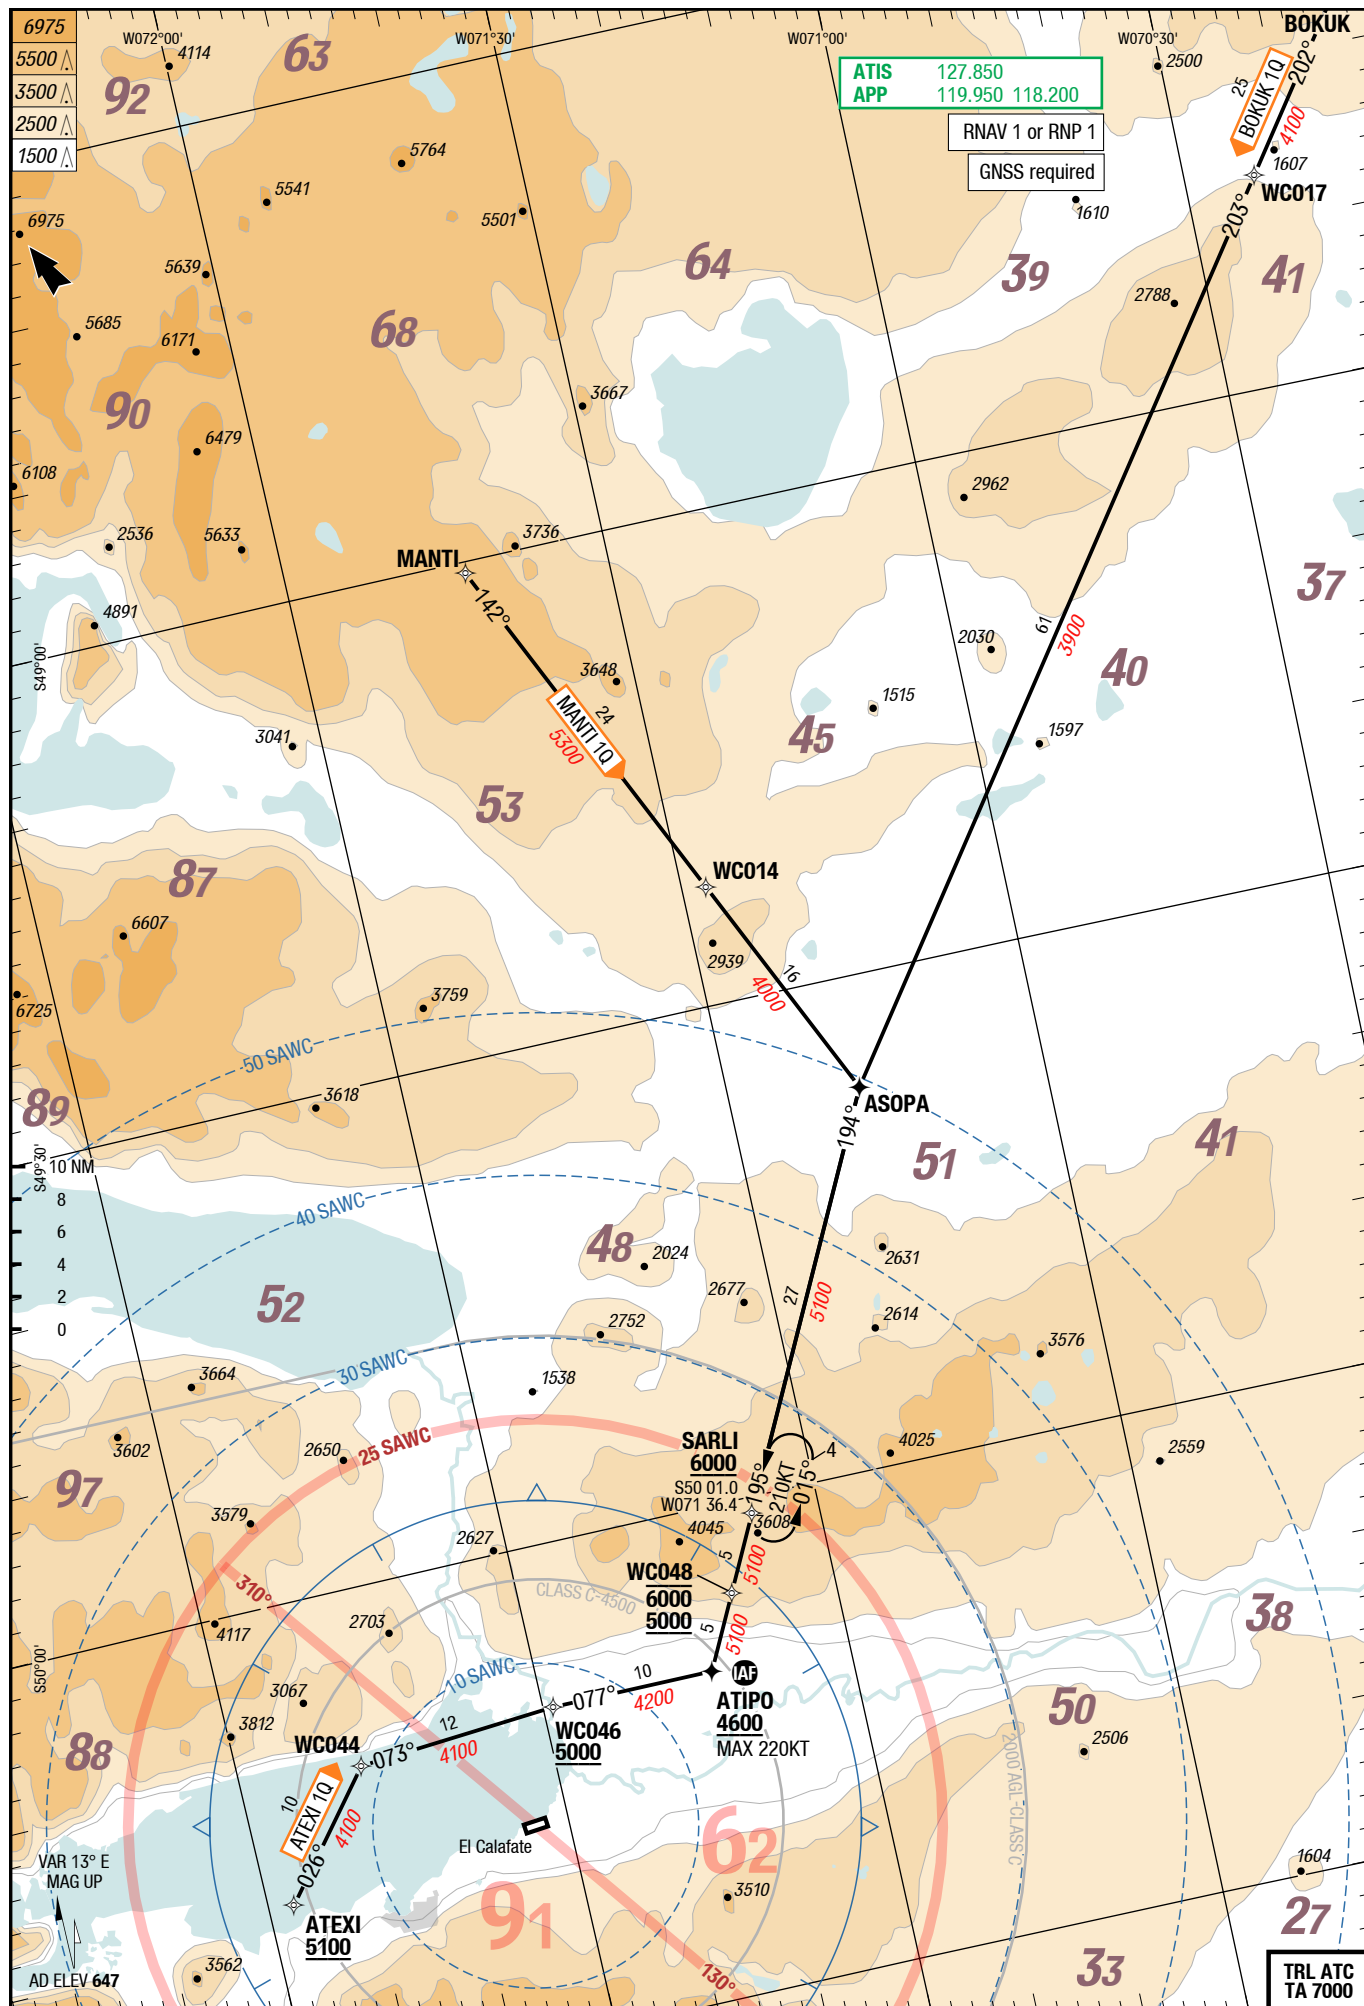 6975
5500
3500
2500
1500
W072°00'
W071°30'
W071°00'
W070°30'
BOKUK
202°
25
BOKUK 1Q
4100
ATIS 127.850
APP 119.950 118.200
RNAV 1 or RNP 1
GNSS required
63
92
4114
2500
1607
WC017
203°
5764
5541
5501
1610
6975
64
39
41
5639
2788
5685
6171
68
90
3667
6479
6108
2962
2536
5633
3736
MANTI
142°
37
4891
S49°00'
2030
61
3900
40
3648
24
MANTI 1Q
5300
1515
45
1597
3041
53
87
WC014
6607
2939
16
4000
6725
3759
50 SAWC
89
3618
ASOPA
194°
S49°30'
10 NM
8
6
4
2
0
51
41
40 SAWC
48
2024
2631
52
2677
27
5100
2614
2752
3576
30 SAWC
3664
1538
3602
2650
25 SAWC
SARLI
6000
S50 01.0
W071 36.4
195°
210KT
015°
4
4025
2559
97
3579
2627
4045
3608
5
5100
310°
CLASS C-4500
WC048
6000
5000
4117
2703
5
5100
38
S50°00'
10 SAWC
10
IAF
ATIPO
4600
MAX 220KT
3067
077°
4200
50
3812
WC044
12
WC046
5000
88
073°
4100
2506
2000 AGL-CLASS C
10
ATEXI 1Q
4100
El Calafate
62
VAR 13° E
MAG UP
026°
1604
3510
ATEXI
5100
91
27
AD ELEV 647
3562
130°
33
TRL ATC
TA 7000